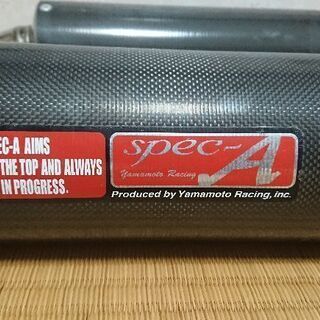 EC-A AIMS
THE TOP AND ALWAYS
IN PROGRESS.
spec-A
Yamamoto Racing
Produced by Yamamoto Racing, inc.